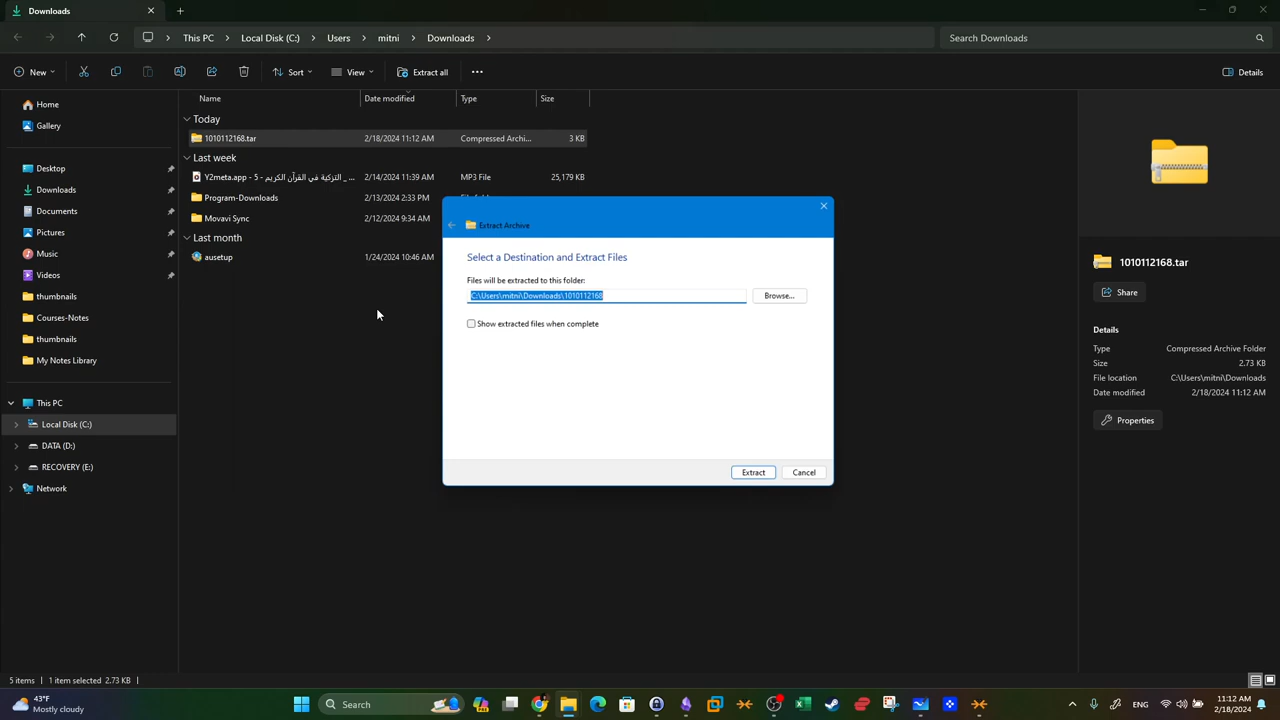 Downloads
This PC
Local Disk (C:)
Users
mitni
Downloads
Search Downloads
New
Sort
View
Extract all
Details
Home
Gallery
Desktop
Downloads
Documents
Pictures
Music
Videos
thumbnails
Courses-Notes
thumbnails
My Notes Library
This PC
Local Disk (C:)
DATA (D:)
RECOVERY (E:)
Network
Name Date modified Type Size
Today
1010112168.tar 2/18/2024 11:12 AM Compressed Archi... 3 KB
Last week
Y2meta.app - 5 - التزكية في القرآن الكريم _ ... 2/14/2024 11:39 AM MP3 File 25,179 KB
Program-Downloads 2/13/2024 2:33 PM
Movavi Sync 2/12/2024 9:34 AM
Last month
ausetup 1/24/2024 10:46 AM
Extract Archive
Select a Destination and Extract Files
Files will be extracted to this folder:
C:\Users\mitni\Downloads\1010112168
Browse...
Show extracted files when complete
Extract
Cancel
1010112168.tar
Share
Details
Type Compressed Archive Folder
Size 2.73 KB
File location C:\Users\mitni\Downloads
Date modified 2/18/2024 11:12 AM
Properties
5 items 1 item selected 2.73 KB
43°F
Mostly cloudy
Search
PRE
ENG
11:12 AM
2/18/2024